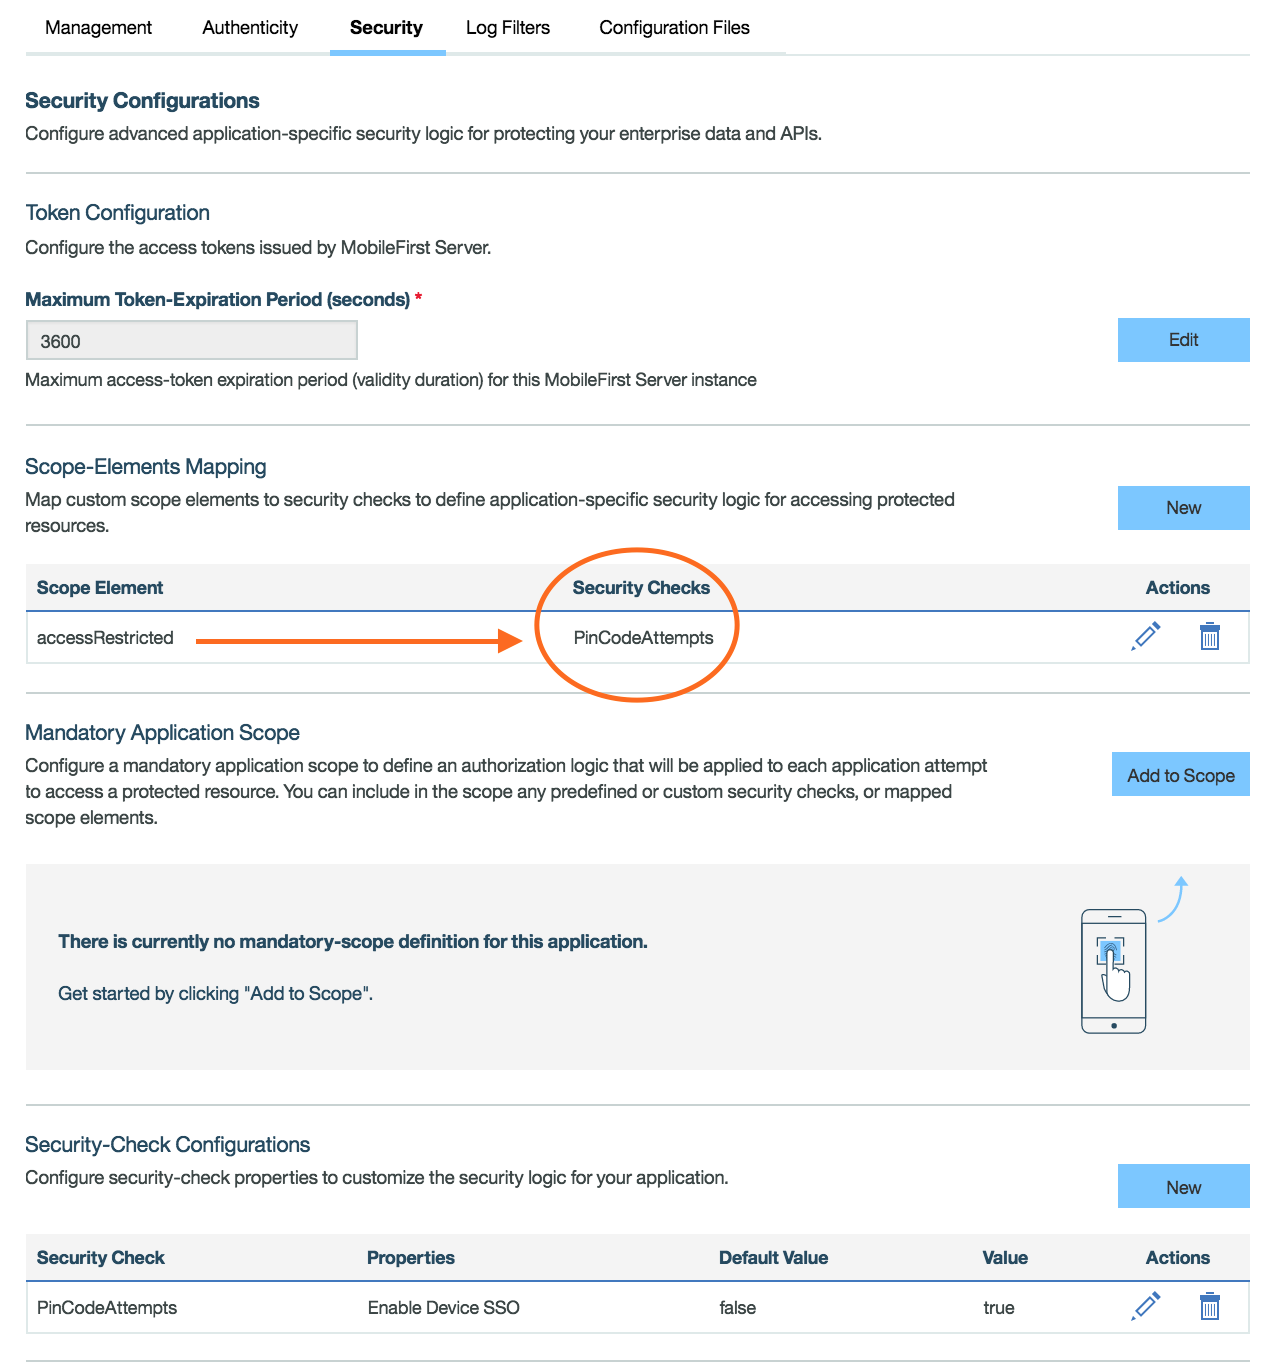 Management Authenticity Security Log Filters Configuration Files
Security Configurations
Configure advanced application-specific security logic for protecting your enterprise data and APIs.
Token Configuration
Configure the access tokens issued by MobileFirst Server.
Maximum Token-Expiration Period (seconds) *
3600
Edit
Maximum access-token expiration period (validity duration) for this MobileFirst Server instance
Scope-Elements Mapping
Map custom scope elements to security checks to define application-specific security logic for accessing protected
resources.
New
Scope Element Security Checks Actions
accessRestricted PinCodeAttempts
Mandatory Application Scope
Configure a mandatory application scope to define an authorization logic that will be applied to each application attempt
to access a protected resource. You can include in the scope any predefined or custom security checks, or mapped
scope elements.
Add to Scope
There is currently no mandatory-scope definition for this application.
Get started by clicking "Add to Scope".
Security-Check Configurations
Configure security-check properties to customize the security logic for your application.
New
Security Check Properties Default Value Value Actions
PinCodeAttempts Enable Device SSO false true